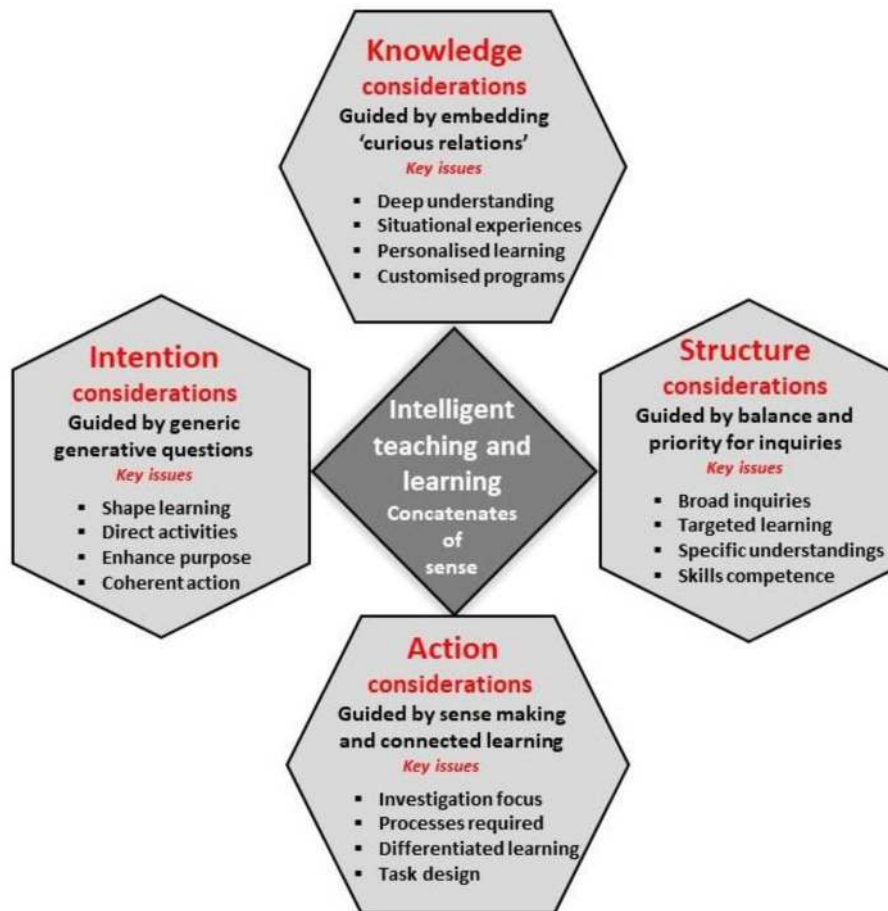 Knowledge
considerations
Guided by embedding
‘curious relations’
Key issues
▪ Deep understanding
▪ Situational experiences
▪ Personalised learning
▪ Customised programs
Intention
considerations
Guided by generic
generative questions
Key issues
▪ Shape learning
▪ Direct activities
▪ Enhance purpose
▪ Coherent action
Intelligent
teaching and
learning
Concatenates
of
sense
Structure
considerations
Guided by balance and
priority for inquiries
Key issues
▪ Broad inquiries
▪ Targeted learning
▪ Specific understandings
▪ Skills competence
Action
considerations
Guided by sense making
and connected learning
Key issues
▪ Investigation focus
▪ Processes required
▪ Differentiated learning
▪ Task design